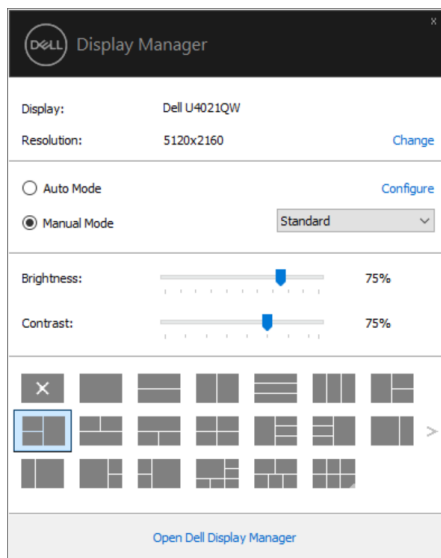 x
DELL Display Manager
Display: Dell U4021QW
Resolution: 5120x2160 Change
Auto Mode Configure
Manual Mode Standard
Brightness: 75%
Contrast: 75%
Open Dell Display Manager